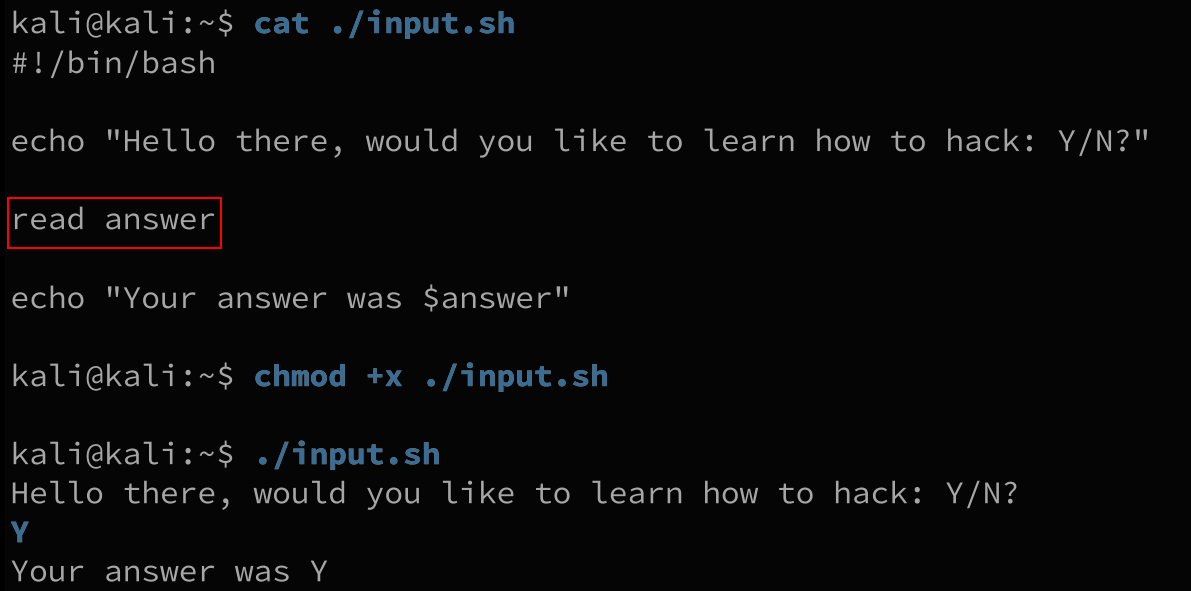 kali@kali:~$ cat ./input.sh
#!/bin/bash
echo "Hello there, would you like to learn how to hack: Y/N?"
read answer
echo "Your answer was $answer"
kali@kali:~$ chmod +x ./input.sh
kali@kali:~$ ./input.sh
Hello there, would you like to learn how to hack: Y/N?
Y
Your answer was Y